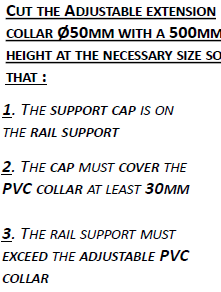 CUT THE ADJUSTABLE EXTENSION
COLLAR Ø50MM WITH A 500MM
HEIGHT AT THE NECESSARY SIZE SO
THAT :
1. THE SUPPORT CAP IS ON
THE RAIL SUPPORT
2. THE CAP MUST COVER THE
PVC COLLAR AT LEAST 30MM
3. THE RAIL SUPPORT MUST
EXCEED THE ADJUSTABLE PVC
COLLAR